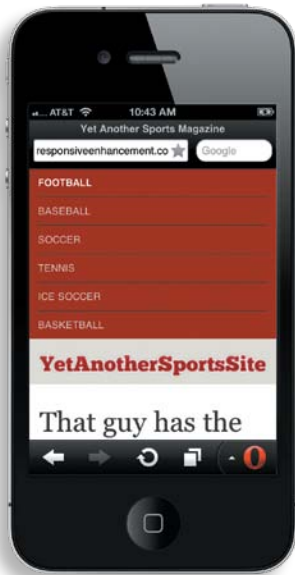 AT&T 10:43 AM
Yet Another Sports Magazine
responsiveenhancement.co Google
FOOTBALL
BASEBALL
SOCCER
TENNIS
ICE SOCCER
BASKETBALL
YetAnotherSportsSite
That guy has the